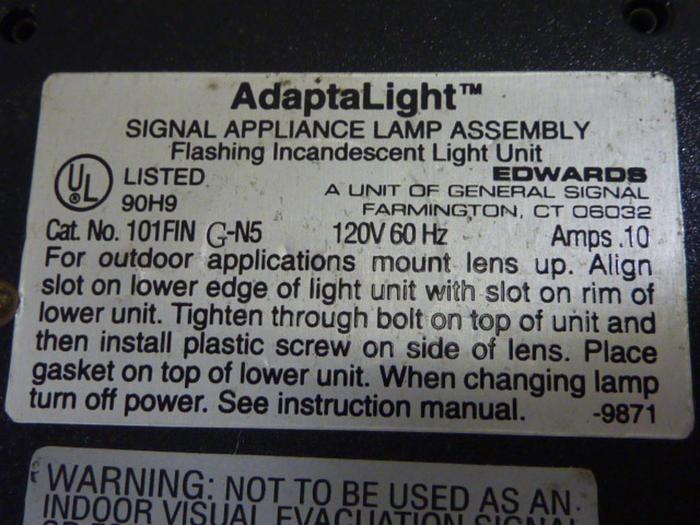 AdaptaLight™
SIGNAL APPLIANCE LAMP ASSEMBLY
Flashing Incandescent Light Unit
UL LISTED EDWARDS
90H9 A UNIT OF GENERAL SIGNAL
FARMINGTON, CT 06032
Cat. No. 101FIN G-N5 120V 60 Hz Amps .10
For outdoor applications mount lens up. Align
slot on lower edge of light unit with slot on rim of
lower unit. Tighten through bolt on top of unit and
then install plastic screw on side of lens. Place
gasket on top of lower unit. When changing lamp
turn off power. See instruction manual. -9871
WARNING: NOT TO BE USED AS AN
INDOOR VISUAL EVACUATION SIGNAL